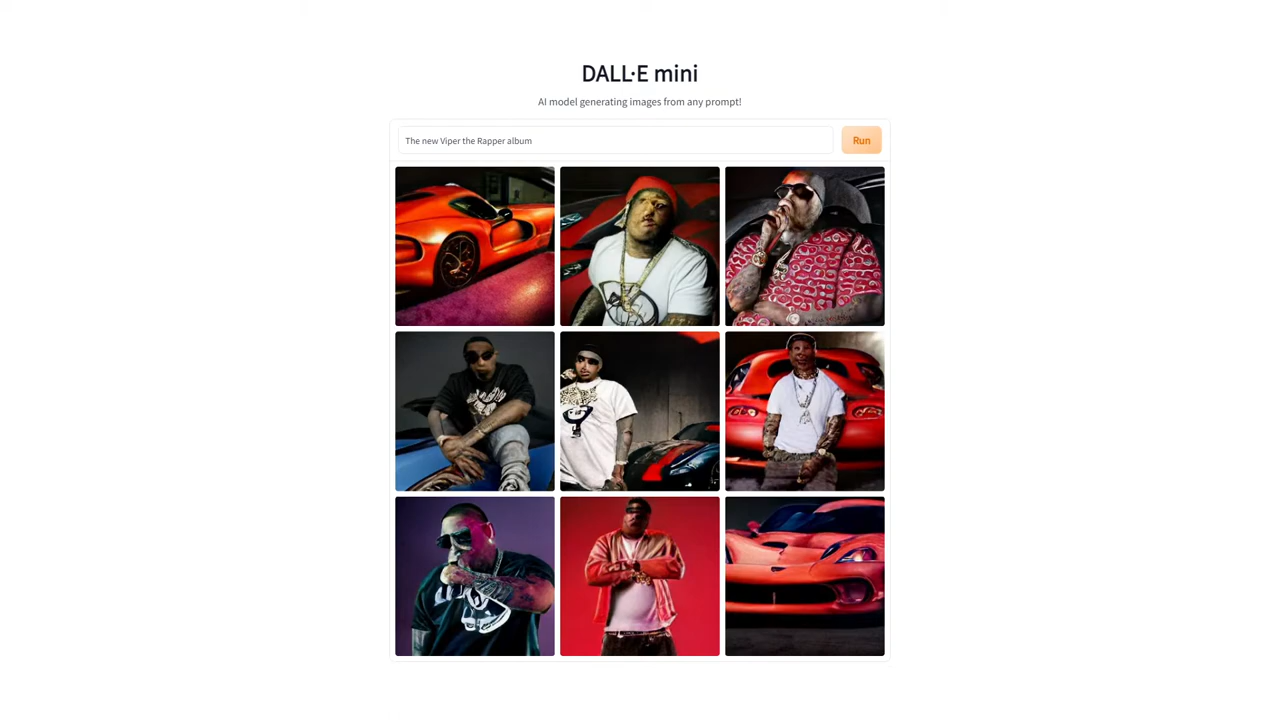 DALL·E mini
AI model generating images from any prompt!
The new Viper the Rapper album
Run